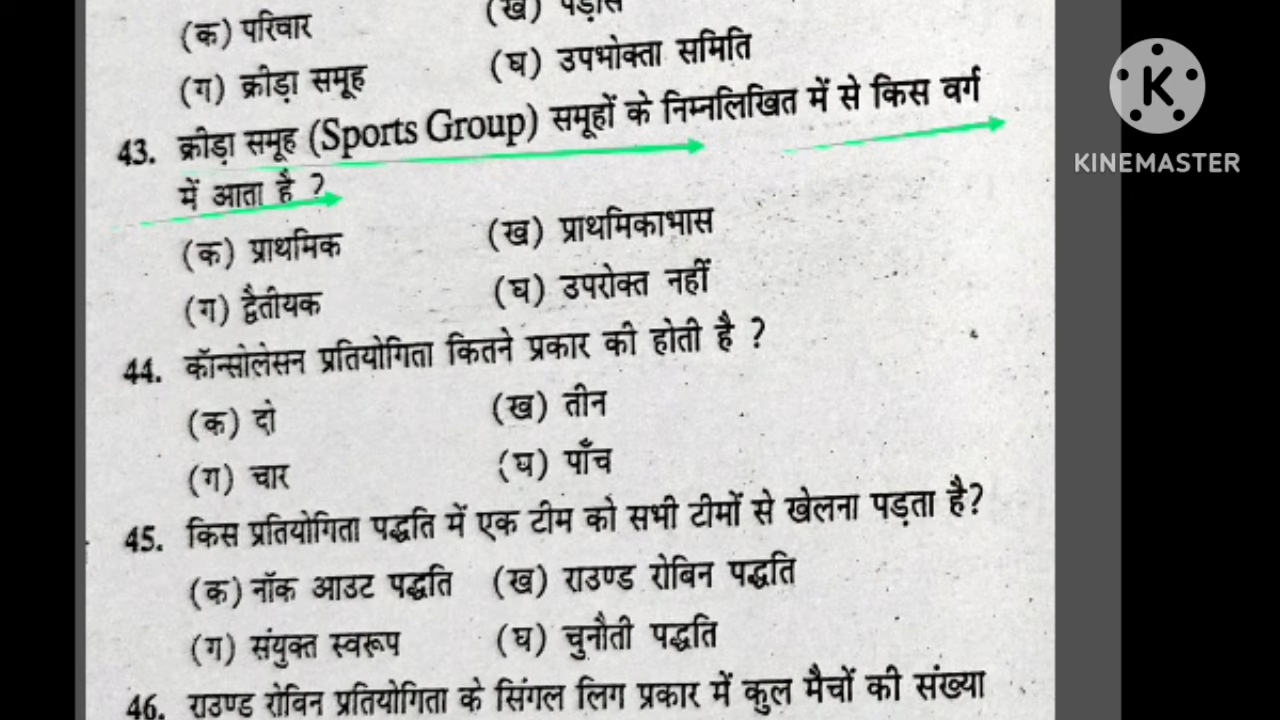 (क) परिवार (ख) पड़ोस
(ग) क्रीड़ा समूह (घ) उपभोक्ता समिति
43. क्रीड़ा समूह (Sports Group) समूहों के निम्नलिखित में से किस वर्ग
में आता है ?
(क) प्राथमिक (ख) प्राथमिकाभास
(ग) द्वैतीयक (घ) उपरोक्त नहीं
44. कॉन्सोलेसन प्रतियोगिता कितने प्रकार की होती है ?
(क) दो (ख) तीन
(ग) चार (घ) पाँच
45. किस प्रतियोगिता पद्धति में एक टीम को सभी टीमों से खेलना पड़ता है?
(क) नॉक आउट पद्धति (ख) राउण्ड रोबिन पद्धति
(ग) संयुक्त स्वरूप (घ) चुनौती पद्धति
46. राउण्ड रोविन प्रतियोगिता के सिंगल लिग प्रकार में कुल मैचों की संख्या
K
KINEMASTER